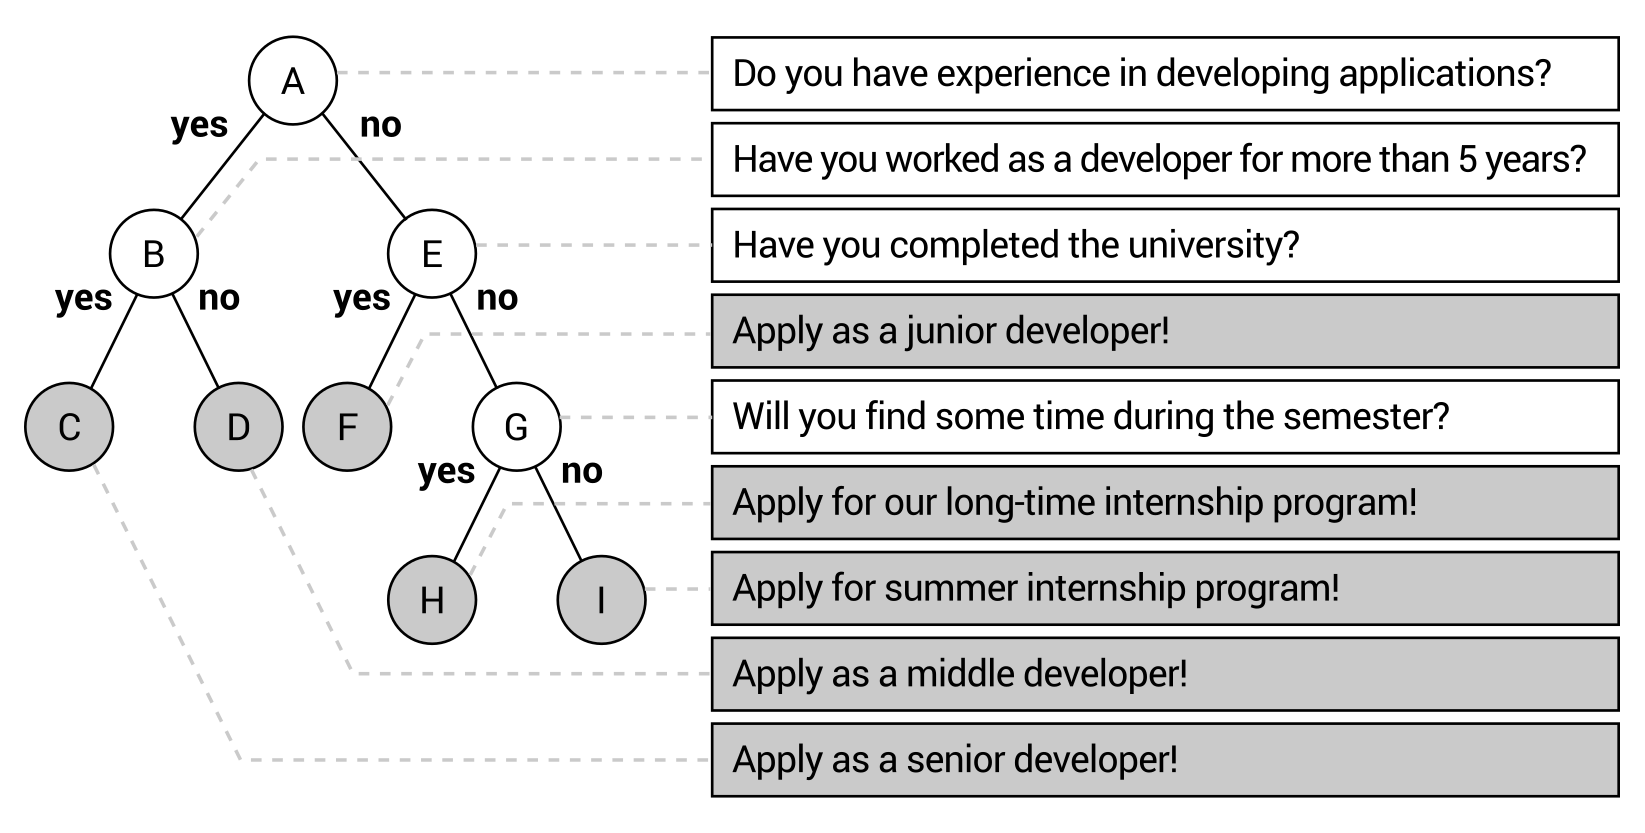 A
yes
no
B
E
yes
no
yes
no
C
D
F
G
yes
no
H
I
Do you have experience in developing applications?
Have you worked as a developer for more than 5 years?
Have you completed the university?
Apply as a junior developer!
Will you find some time during the semester?
Apply for our long-time internship program!
Apply for summer internship program!
Apply as a middle developer!
Apply as a senior developer!